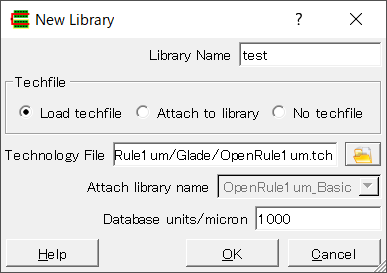 New Library
Library Name test
Techfile
Load techfile Attach to library No techfile
Technology File Rule1um/Glade/OpenRule1um.tch
Attach library name OpenRule1um_Basic
Database units/micron 1000
Help OK Cancel